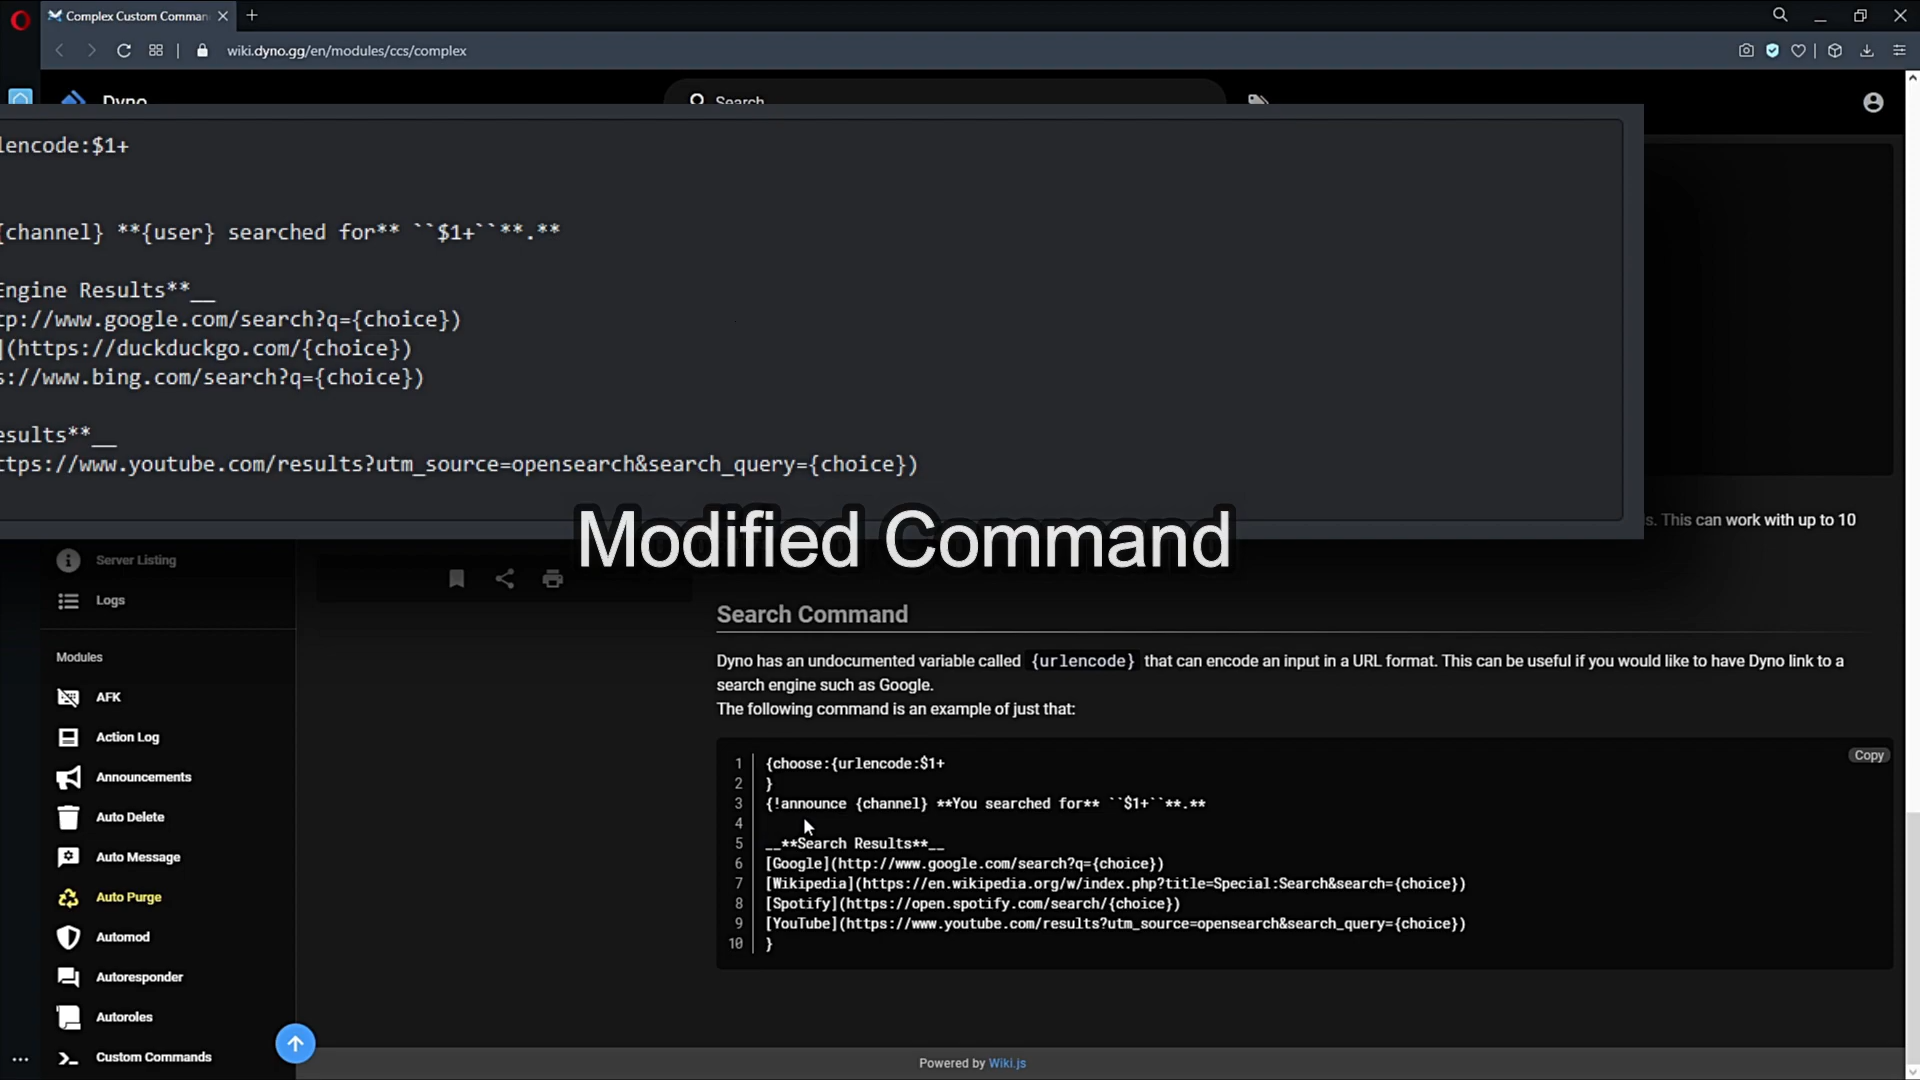 Complex Custom Comman
wiki.dyno.gg/en/modules/ccs/complex
Dyno
Search
lencode:$1+
{channel} **{user} searched for** ``$1+``**.**
Engine Results**__
tp://www.google.com/search?q={choice})
](https://duckduckgo.com/{choice})
s://www.bing.com/search?q={choice})
esults**__
ttps://www.youtube.com/results?utm_source=opensearch&search_query={choice})
Modified Command
s. This can work with up to 10
Server Listing
Logs
Modules
AFK
Action Log
Announcements
Auto Delete
Auto Message
Auto Purge
Automod
Autoresponder
Autoroles
Custom Commands
Search Command
Dyno has an undocumented variable called {urlencode} that can encode an input in a URL format. This can be useful if you would like to have Dyno link to a
search engine such as Google.
The following command is an example of just that:
Copy
1 {choose:{urlencode:$1+
2 }
3 {!announce {channel} **You searched for** ``$1+``**.**
4
5 __**Search Results**__
6 [Google](http://www.google.com/search?q={choice})
7 [Wikipedia](https://en.wikipedia.org/w/index.php?title=Special:Search&search={choice})
8 [Spotify](https://open.spotify.com/search/{choice})
9 [YouTube](https://www.youtube.com/results?utm_source=opensearch&search_query={choice})
10 }
Powered by Wiki.js